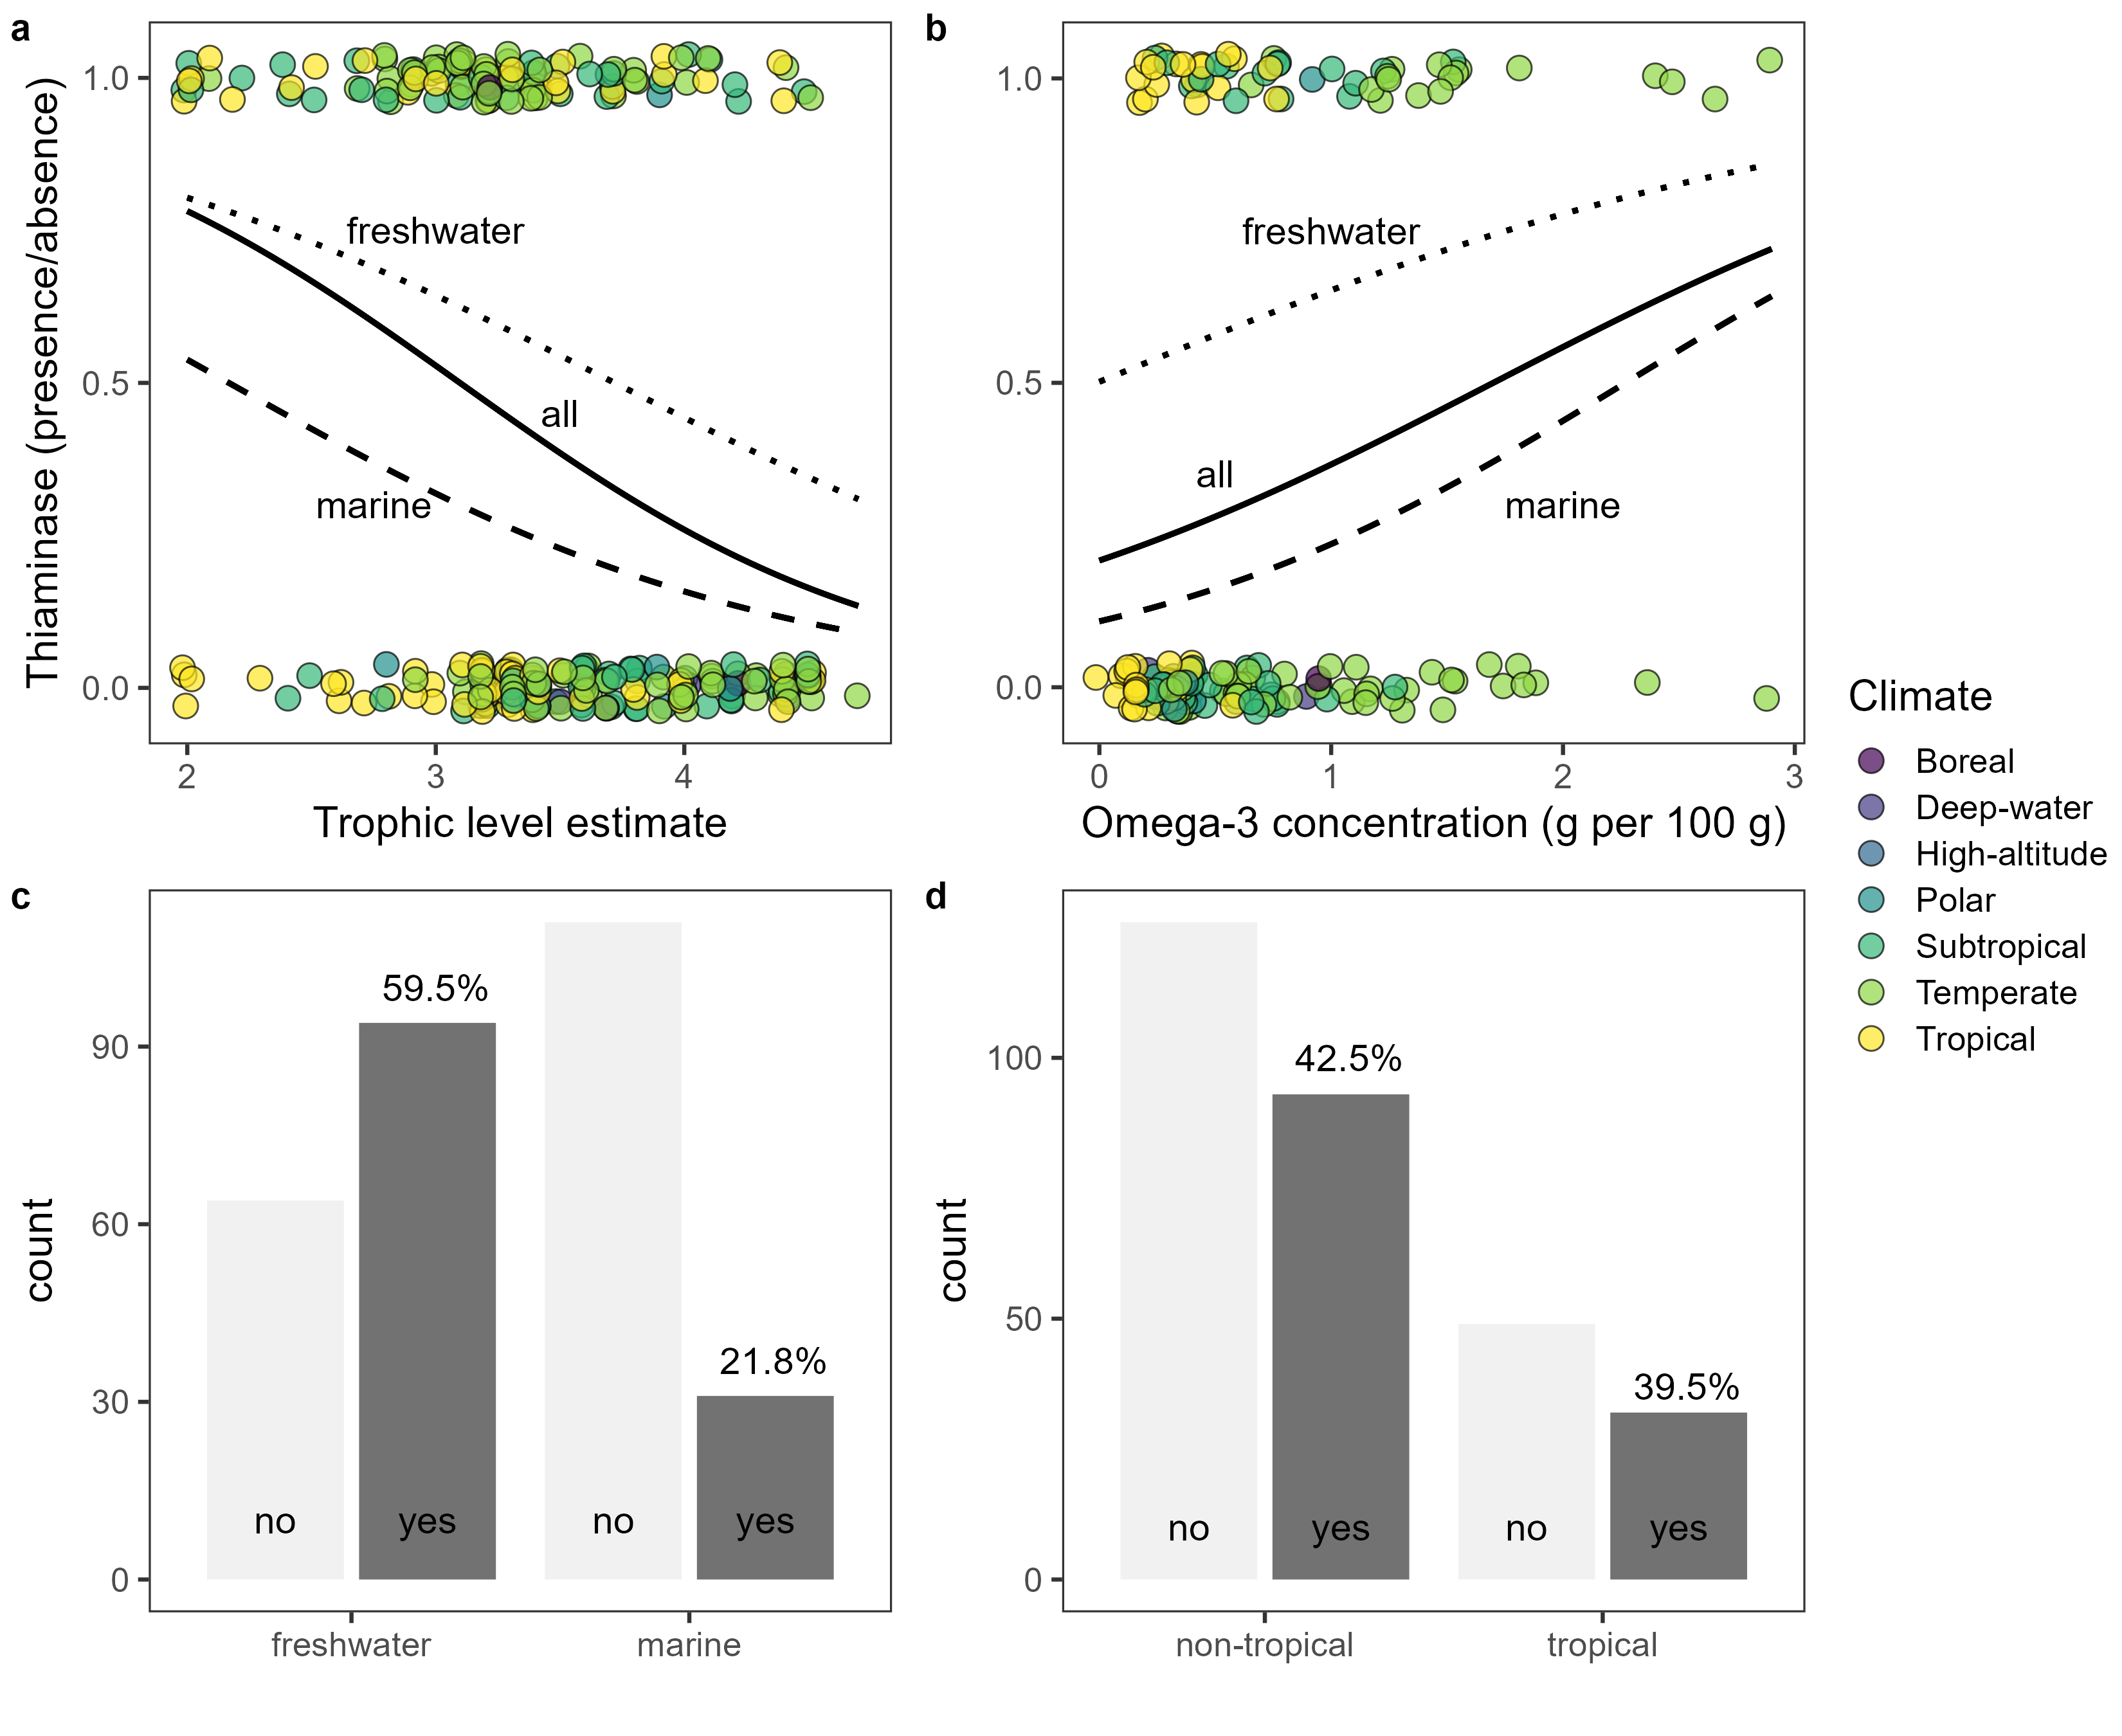 a
Thiaminase (presence/absence)
1.0
0.5
0.0
freshwater
all
marine
2
3
4
Trophic level estimate
b
1.0
0.5
0.0
freshwater
all
marine
0
1
2
3
Omega-3 concentration (g per 100 g)
Climate
Boreal
Deep-water
High-altitude
Polar
Subtropical
Temperate
Tropical
c
count
90
60
30
0
59.5%
21.8%
no
yes
no
yes
freshwater
marine
d
count
100
50
0
42.5%
39.5%
no
yes
no
yes
non-tropical
tropical